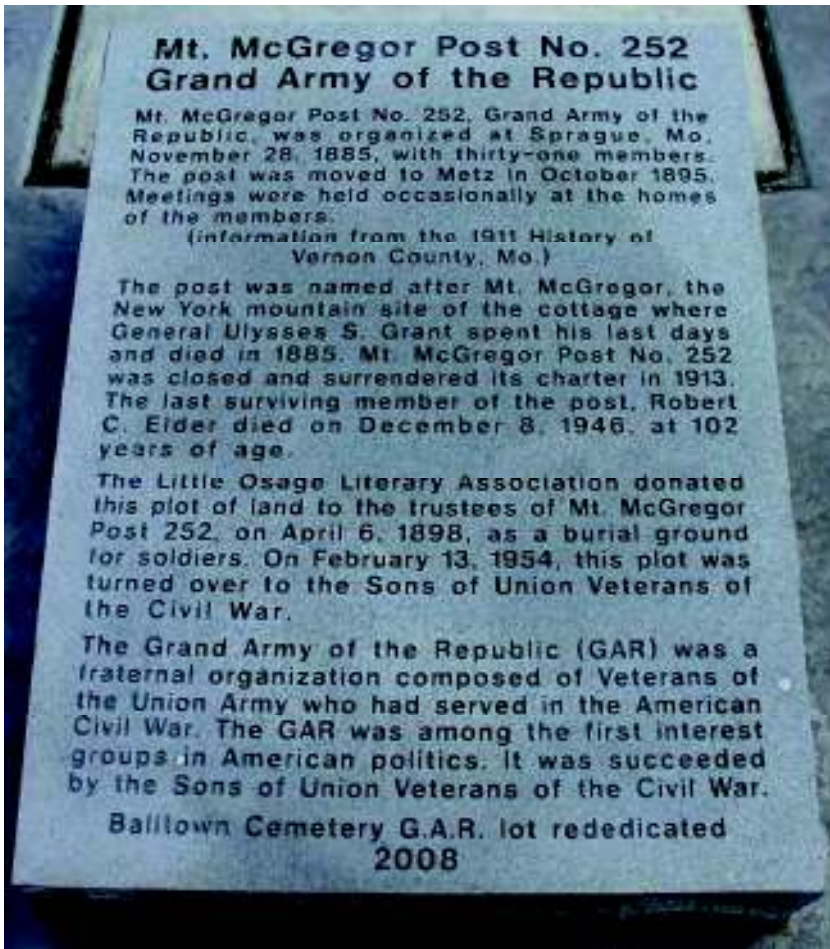 Mt. McGregor Post No. 252
Grand Army of the Republic
Mt. McGregor Post No. 252, Grand Army of the
Republic, was organized at Sprague, Mo.
November 28, 1885, with thirty-one members.
The post was moved to Metz in October 1895.
Meetings were held occasionally at the homes
of the members.
(information from the 1911 History of
Vernon County, Mo.)
The post was named after Mt. McGregor, the
New York mountain site of the cottage where
General Ulysses S. Grant spent his last days
and died in 1885. Mt. McGregor Post No. 252
was closed and surrendered its charter in 1913.
The last surviving member of the post, Robert
C. Elder died on December 8, 1946, at 102
years of age.
The Little Osage Literary Association donated
this plot of land to the trustees of Mt. McGregor
Post 252, on April 6, 1898, as a burial ground
for soldiers. On February 13, 1954, this plot was
turned over to the Sons of Union Veterans of
the Civil War.
The Grand Army of the Republic (GAR) was a
fraternal organization composed of Veterans of
the Union Army who had served in the American
Civil War. The GAR was among the first interest
groups in American politics. It was succeeded
by the Sons of Union Veterans of the Civil War.
Balltown Cemetery G.A.R. lot rededicated
2008